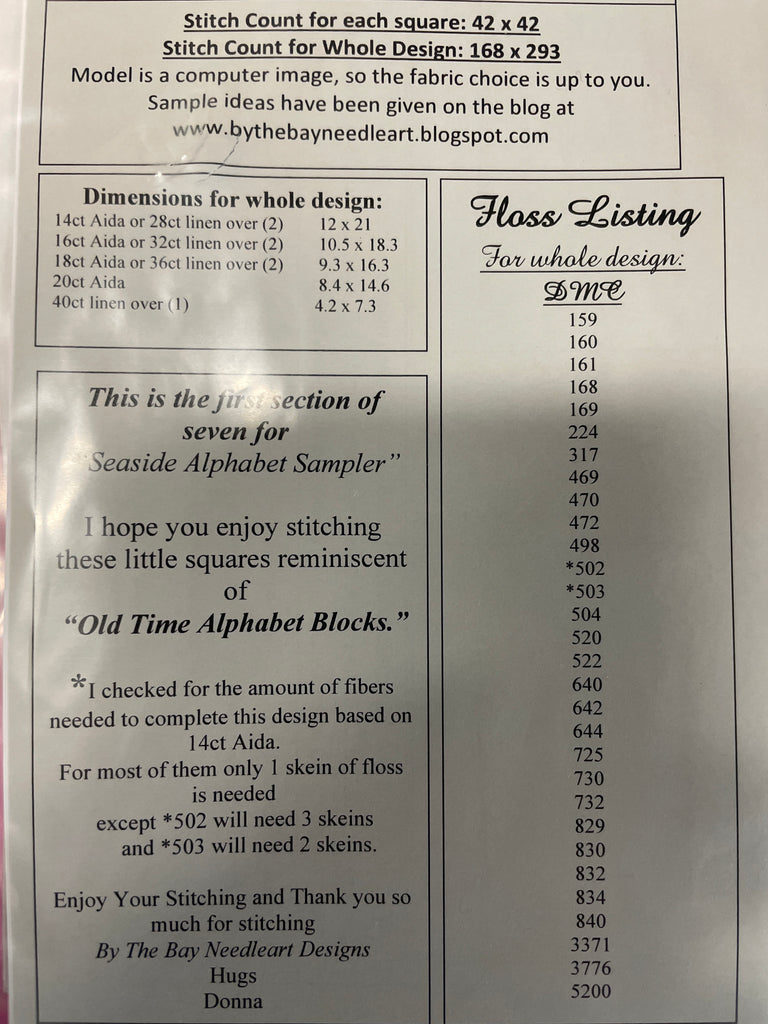 Stitch Count for each square: 42 x 42
Stitch Count for Whole Design: 168 x 293
Model is a computer image, so the fabric choice is up to you.
Sample ideas have been given on the blog at
www.bythebayneedleart.blogspot.com
Dimensions for whole design:
14ct Aida or 28ct linen over (2) 12 x 21
16ct Aida or 32ct linen over (2) 10.5 x 18.3
18ct Aida or 36ct linen over (2) 9.3 x 16.3
20ct Aida 8.4 x 14.6
40ct linen over (1) 4.2 x 7.3
This is the first section of
seven for
"Seaside Alphabet Sampler"
I hope you enjoy stitching
these little squares reminiscent
of
"Old Time Alphabet Blocks."
*I checked for the amount of fibers
needed to complete this design based on
14ct Aida.
For most of them only 1 skein of floss
is needed
except *502 will need 3 skeins
and *503 will need 2 skeins.
Enjoy Your Stitching and Thank you so
much for stitching
By The Bay Needleart Designs
Hugs
Donna
Floss Listing
For whole design:
DMC
159
160
161
168
169
224
317
469
470
472
498
*502
*503
504
520
522
640
642
644
725
730
732
829
830
832
834
840
3371
3776
5200